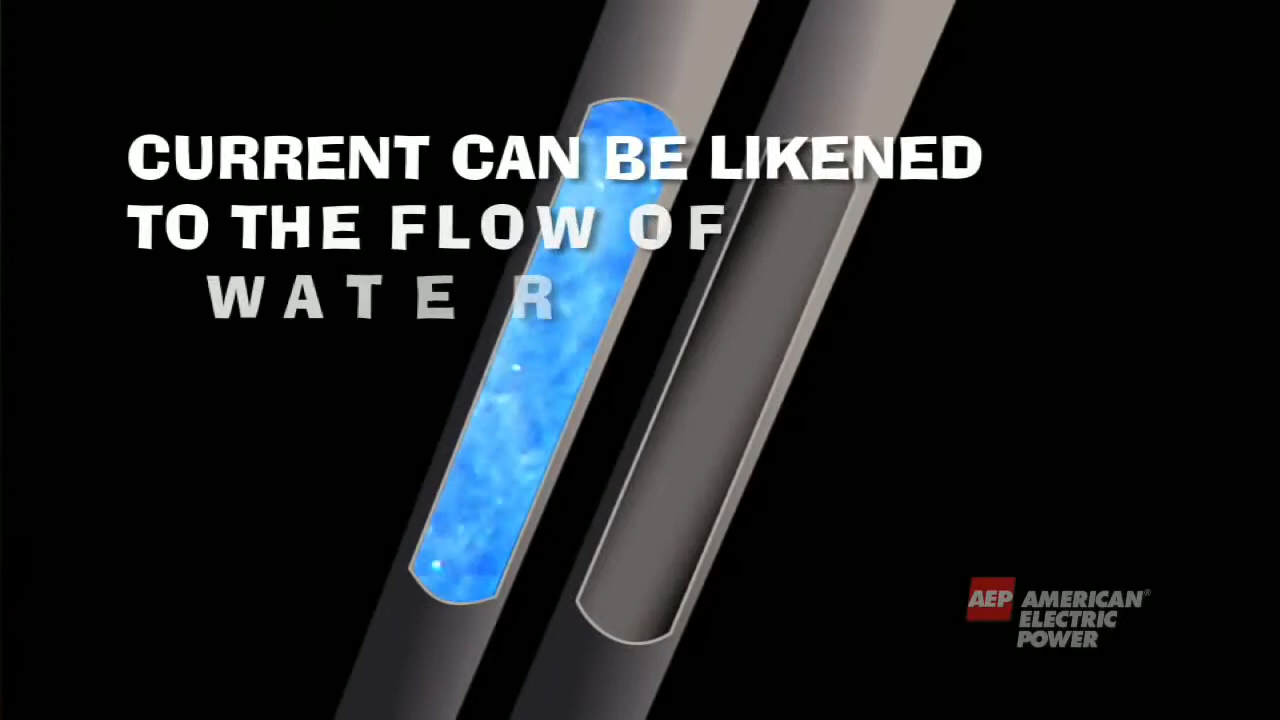 CURRENT CAN BE LIKENED
TO THE FLOW OF
WATER
AEP AMERICAN®
ELECTRIC
POWER